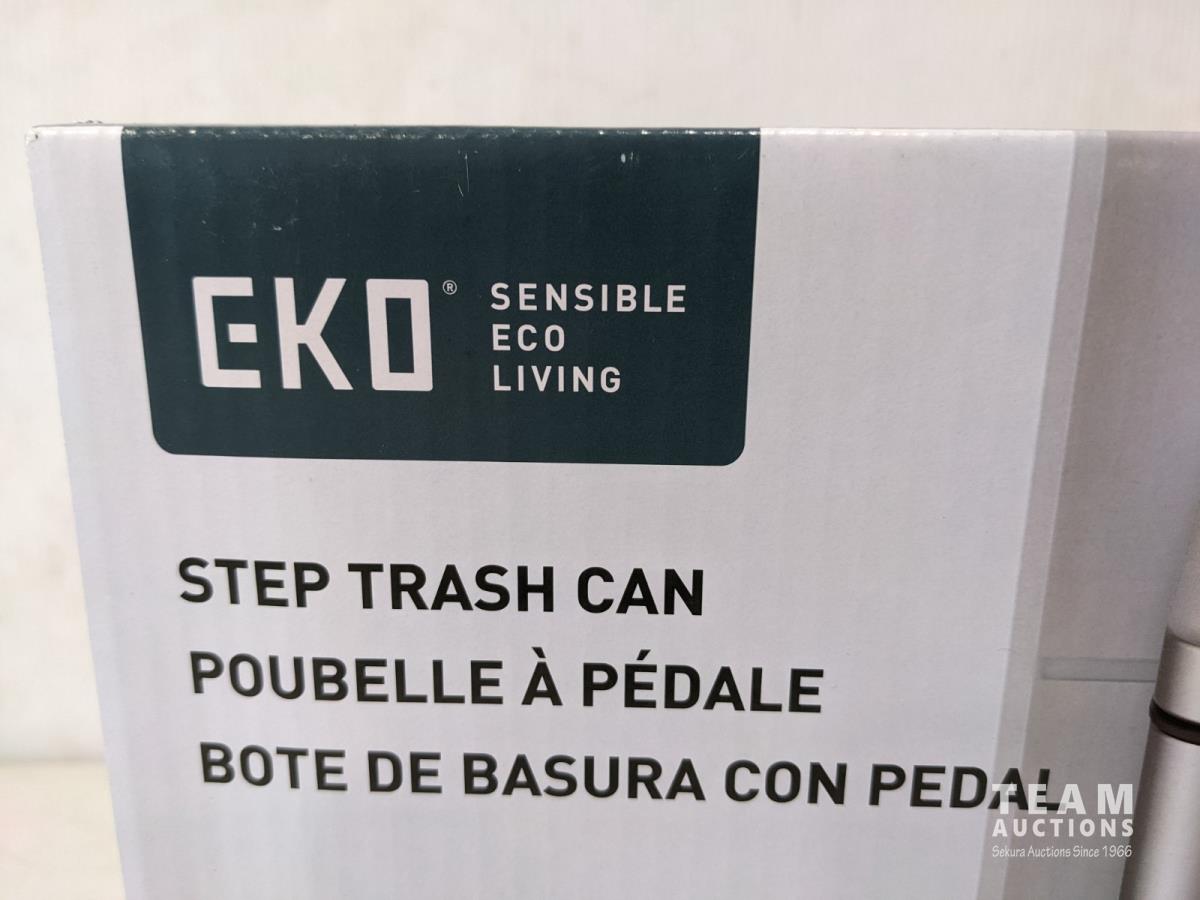 EKO®
SENSIBLE
ECO
LIVING
STEP TRASH CAN
POUBELLE À PÉDALE
BOTE DE BASURA CON PEDAL
TEAM
AUCTIONS
Sekura Auctions Since 1966